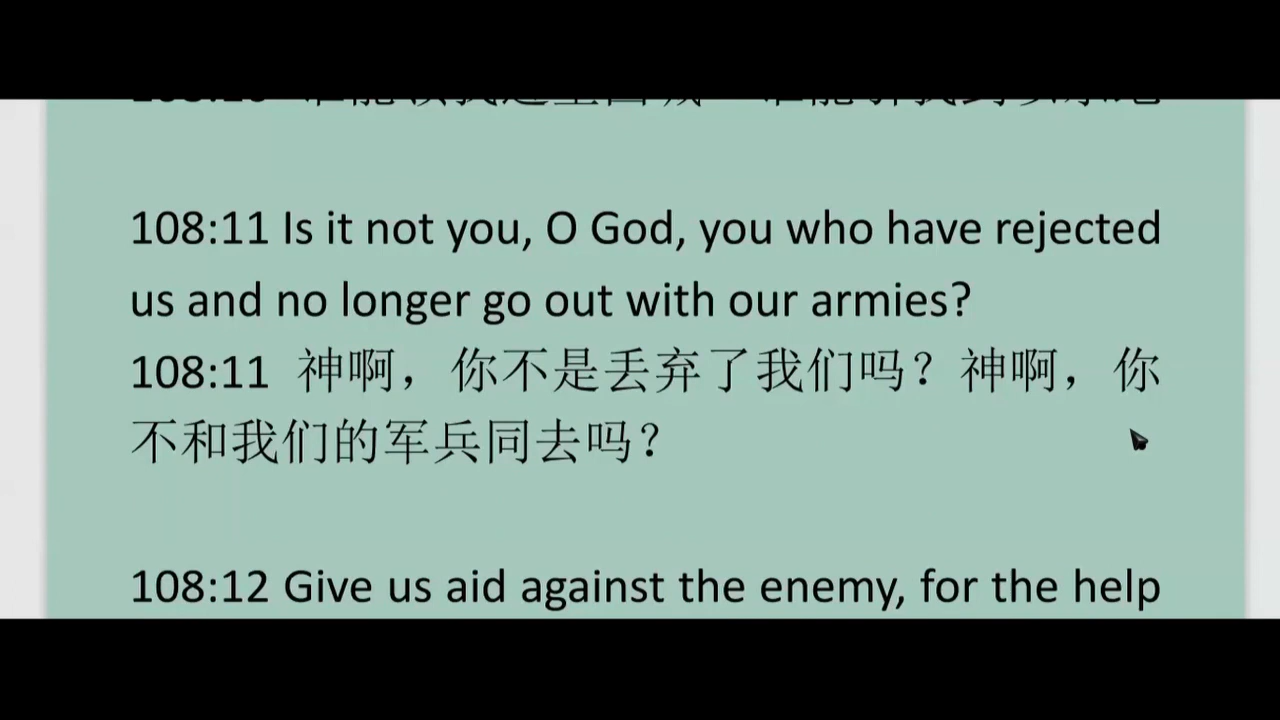 108:11 Is it not you, O God, you who have rejected
us and no longer go out with our armies?
108:11 神啊，你不是丢弃了我们吗？神啊，你
不和我们的军兵同去吗？
108:12 Give us aid against the enemy, for the help